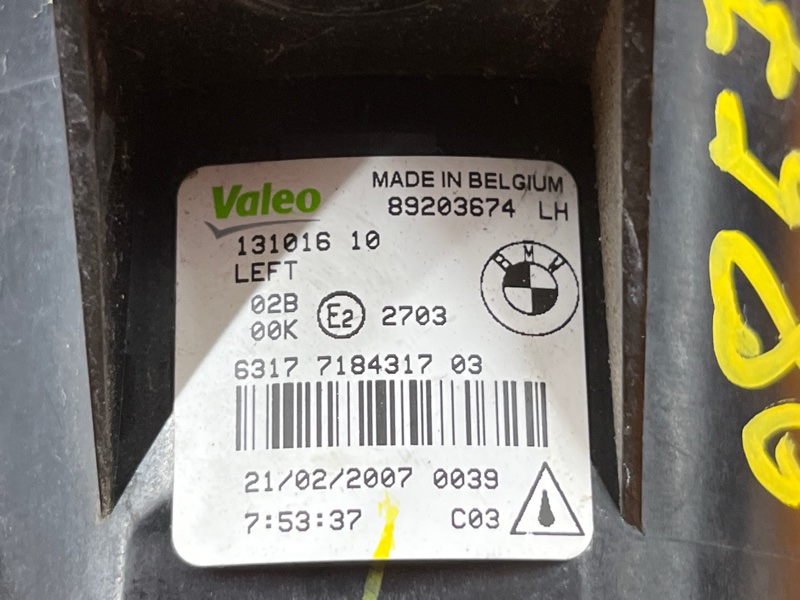 Valeo
MADE IN BELGIUM
89203674 LH
131016 10
LEFT
BMW
02B
00K
E2
2703
6317 7184317 03
21/02/2007 0039
7:53:37
C03